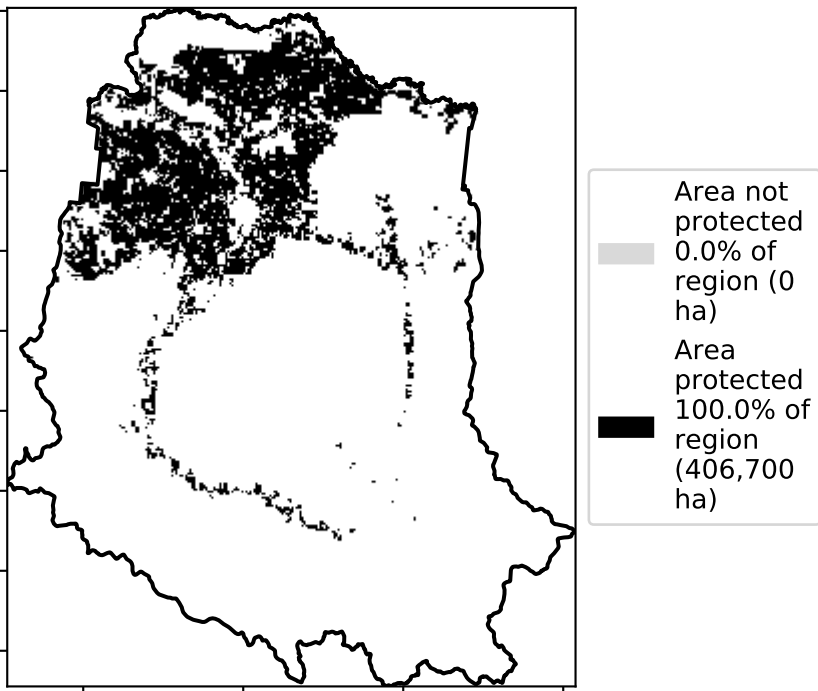 Area not
protected
0.0% of
region (0
ha)
Area
protected
100.0% of
region
(406,700
ha)